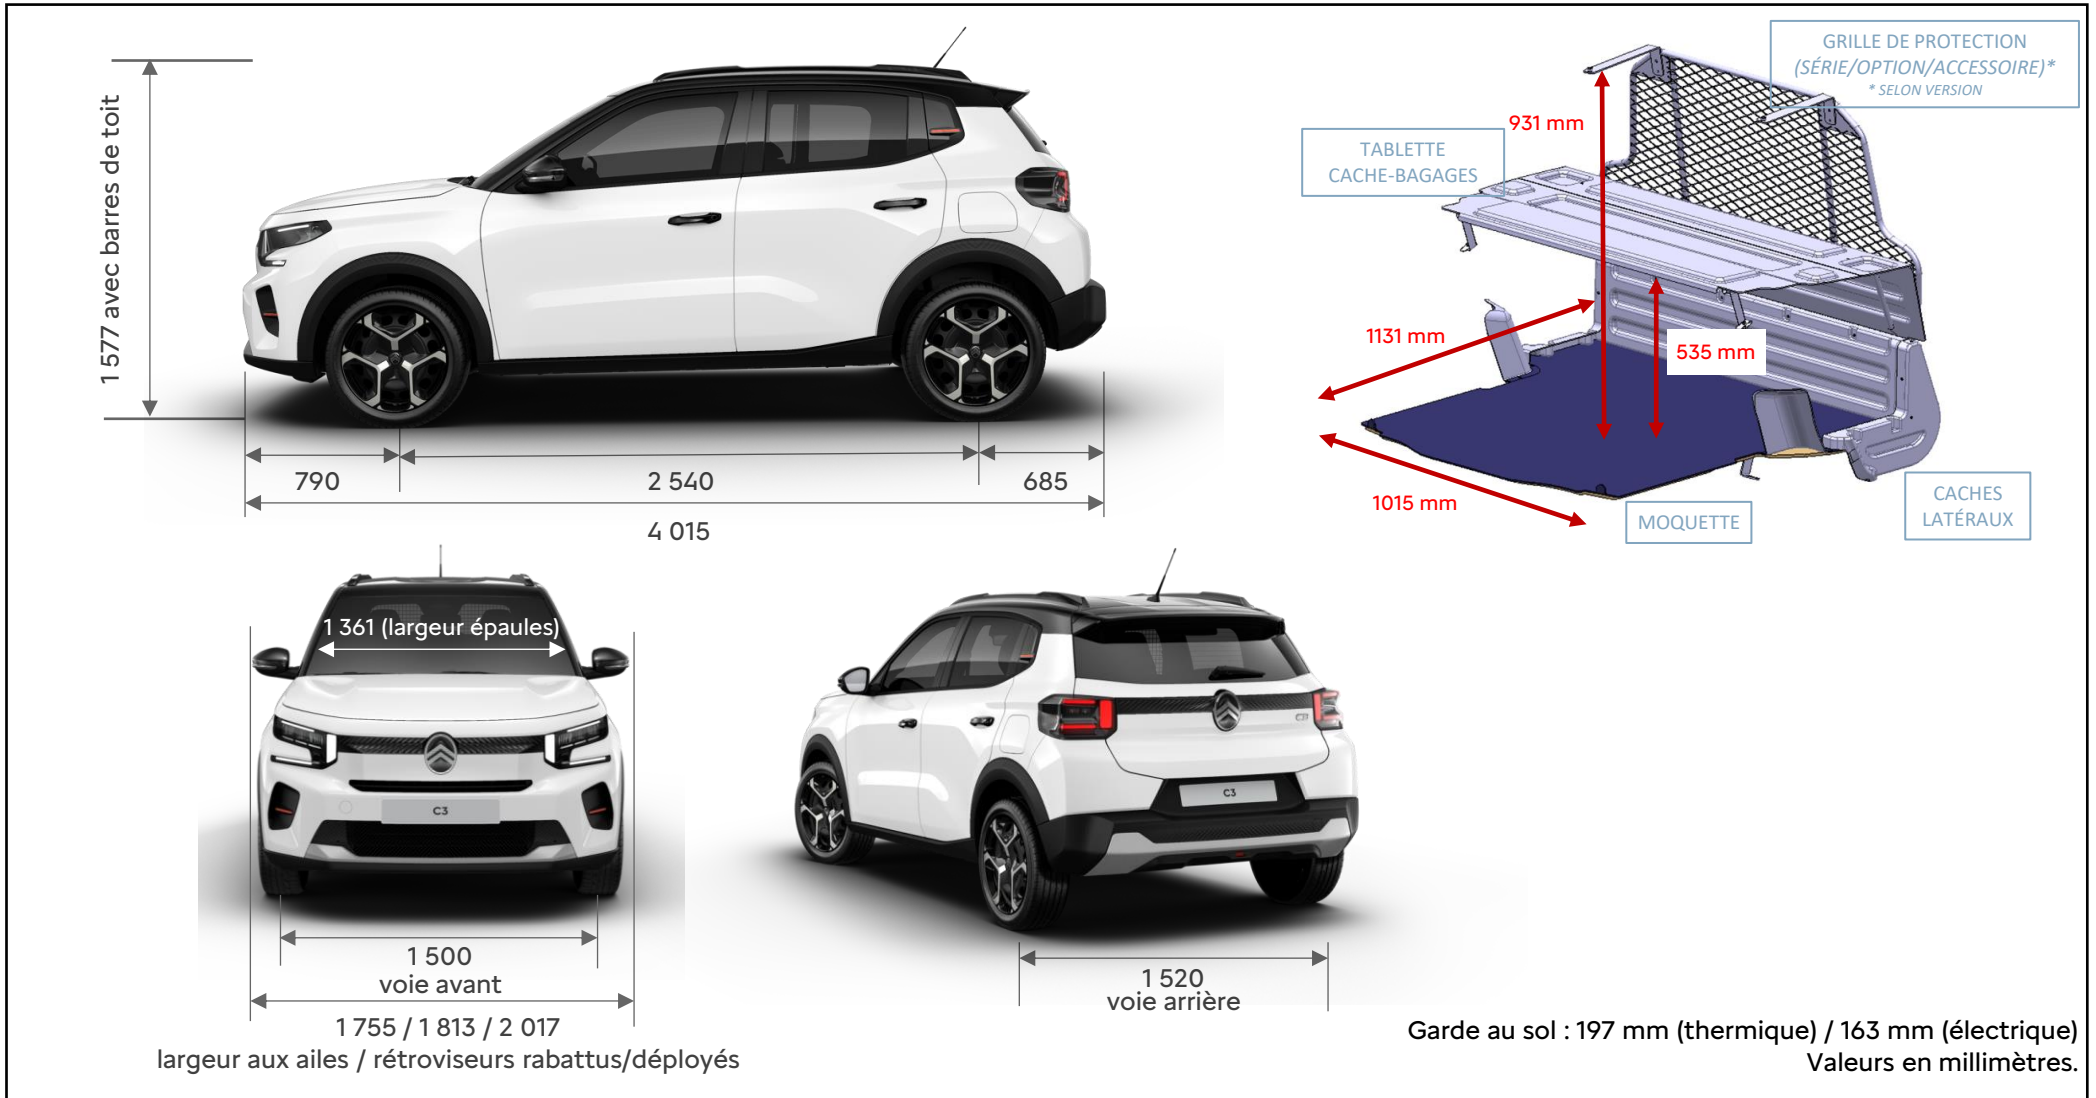 1 577 avec barres de toit
790
2 540
685
4 015
GRILLE DE PROTECTION
(SÉRIE/OPTION/ACCESSOIRE)*
* SELON VERSION
931 mm
TABLETTE
CACHE-BAGAGES
1131 mm
535 mm
1015 mm
MOQUETTE
CACHES
LATÉRAUX
1 361 (largeur épaules)
C3
1 500
voie avant
1 755 / 1 813 / 2 017
largeur aux ailes / rétroviseurs rabattus/déployés
C3
C3
1 520
voie arrière
Garde au sol : 197 mm (thermique) / 163 mm (électrique)
Valeurs en millimètres.